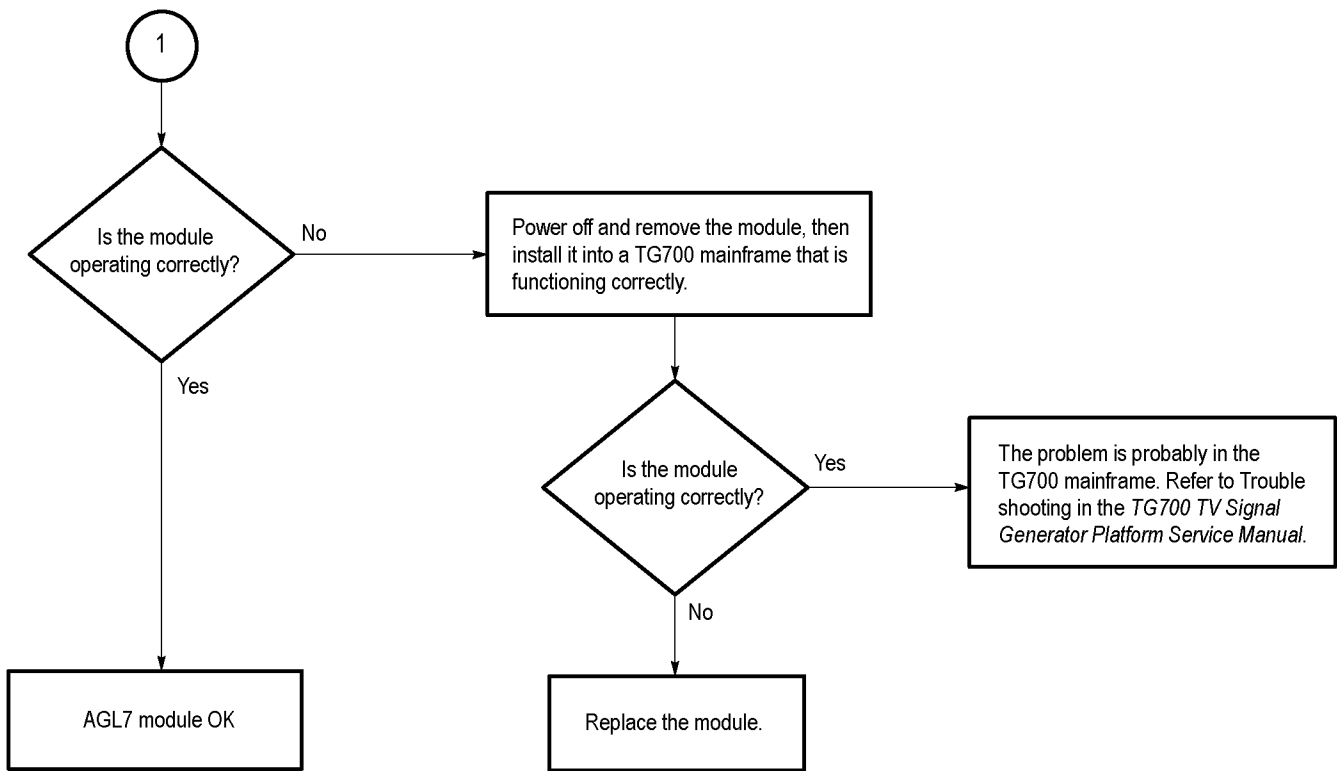 1
Is the module
operating correctly?
No
Power off and remove the module, then
install it into a TG700 mainframe that is
functioning correctly.
Yes
Is the module
operating correctly?
Yes
The problem is probably in the
TG700 mainframe. Refer to Trouble
shooting in the TG700 TV Signal
Generator Platform Service Manual.
No
AGL7 module OK
Replace the module.